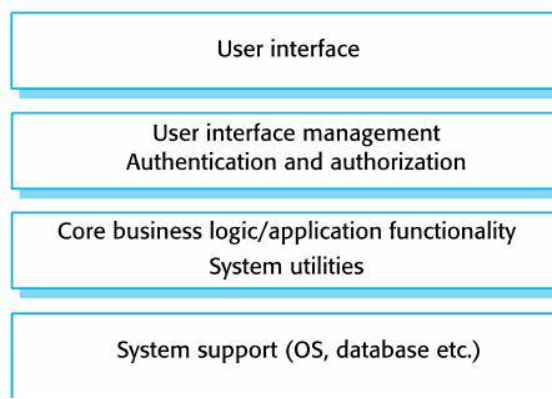 User interface
User interface management
Authentication and authorization
Core business logic/application functionality
System utilities
System support (OS, database etc.)